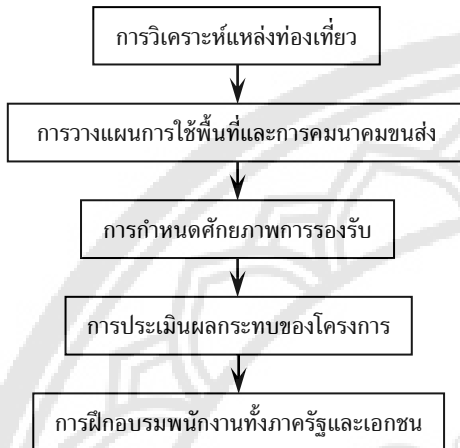 การวิเคราะห์แหล่งท่องเที่ยว
การวางแผนการใช้พื้นที่และการคมนาคมขนส่ง
การกำหนดศักยภาพการรองรับ
การประเมินผลกระทบของโครงการ
การฝึกอบรมพนักงานทั้งภาครัฐและเอกชน